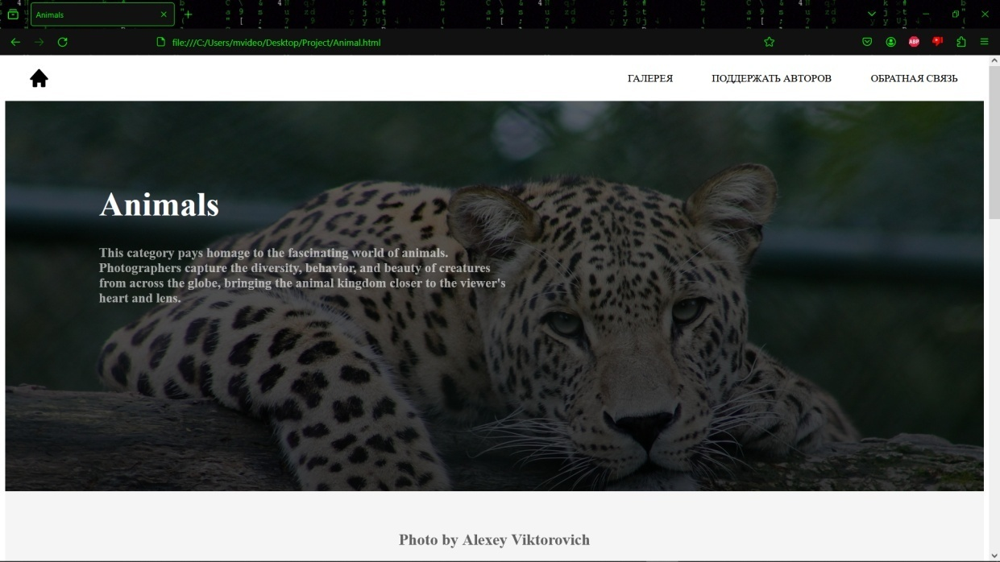 Animals
file:///C:/Users/mvideo/Desktop/Project/Animal.html
ABP
ГАЛЕРЕЯ ПОДДЕРЖАТЬ АВТОРОВ ОБРАТНАЯ СВЯЗЬ
Animals
This category pays homage to the fascinating world of animals.
Photographers capture the diversity, behavior, and beauty of creatures
from across the globe, bringing the animal kingdom closer to the viewer's
heart and lens.
Photo by Alexey Viktorovich